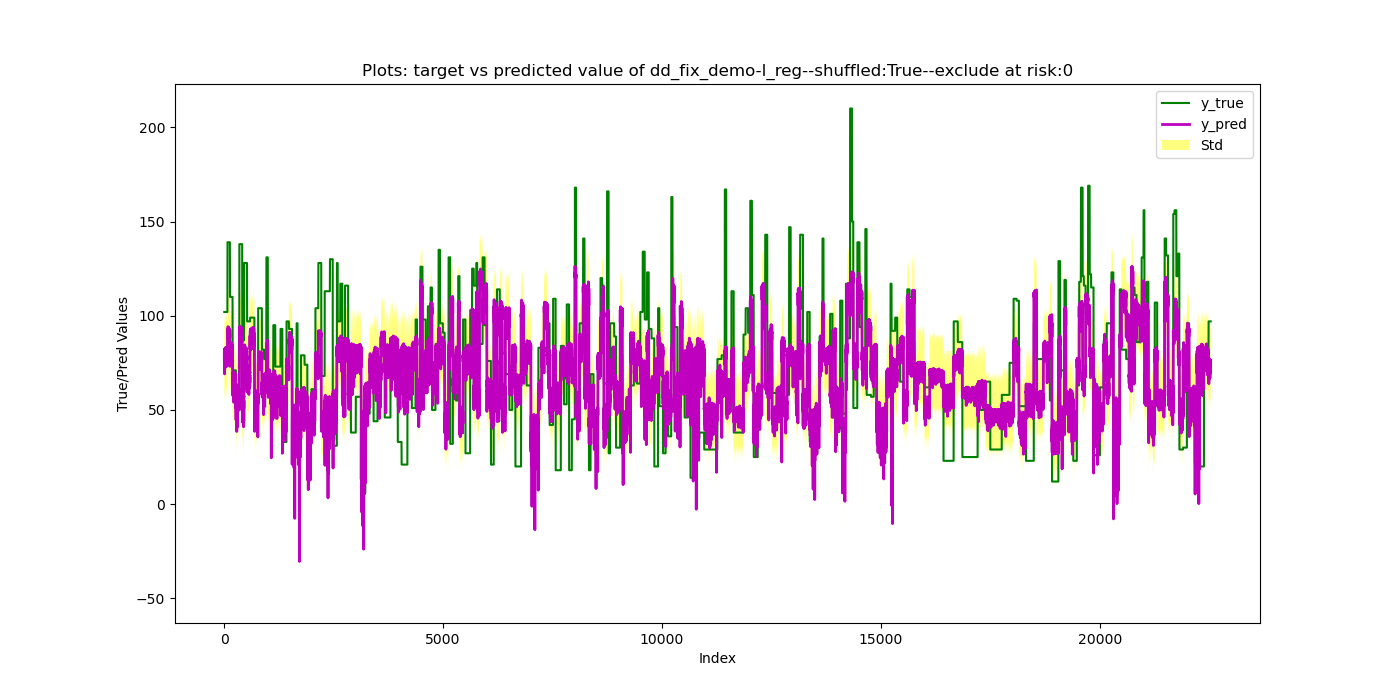 Plots: target vs predicted value of dd_fix_demo-l_reg--shuffled:True--exclude at risk:0
y_true
y_pred
Std
200
150
100
50
0
−50
True/Pred Values
0
5000
10000
15000
20000
Index